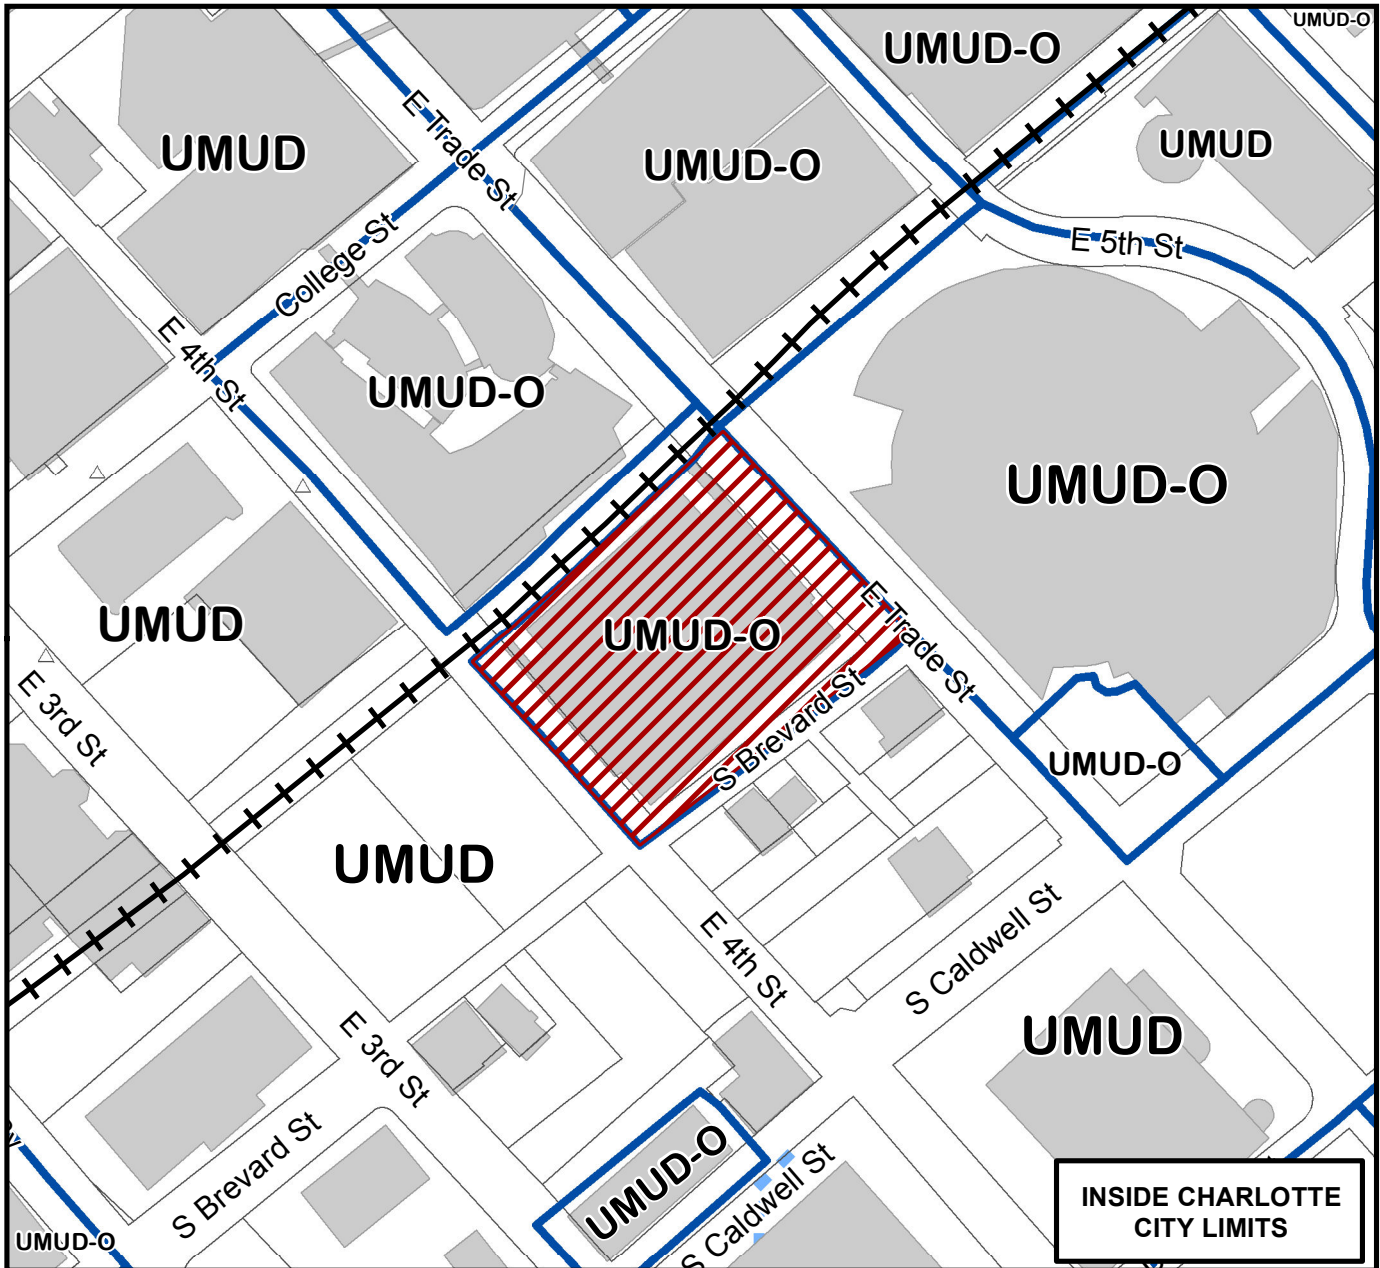 UMUD-O
UMUD-O
UMUD
UMUD
UMUD-O
E Trade St
College St
E 5th St
E 4th St
UMUD-O
UMUD-O
UMUD
UMUD-O
E Trade St
E 3rd St
S Brevard St
UMUD-O
UMUD
E 4th St
S Caldwell St
UMUD
E 3rd St
S Brevard St
UMUD-O
S Caldwell St
UMUD-O
INSIDE CHARLOTTE
CITY LIMITS